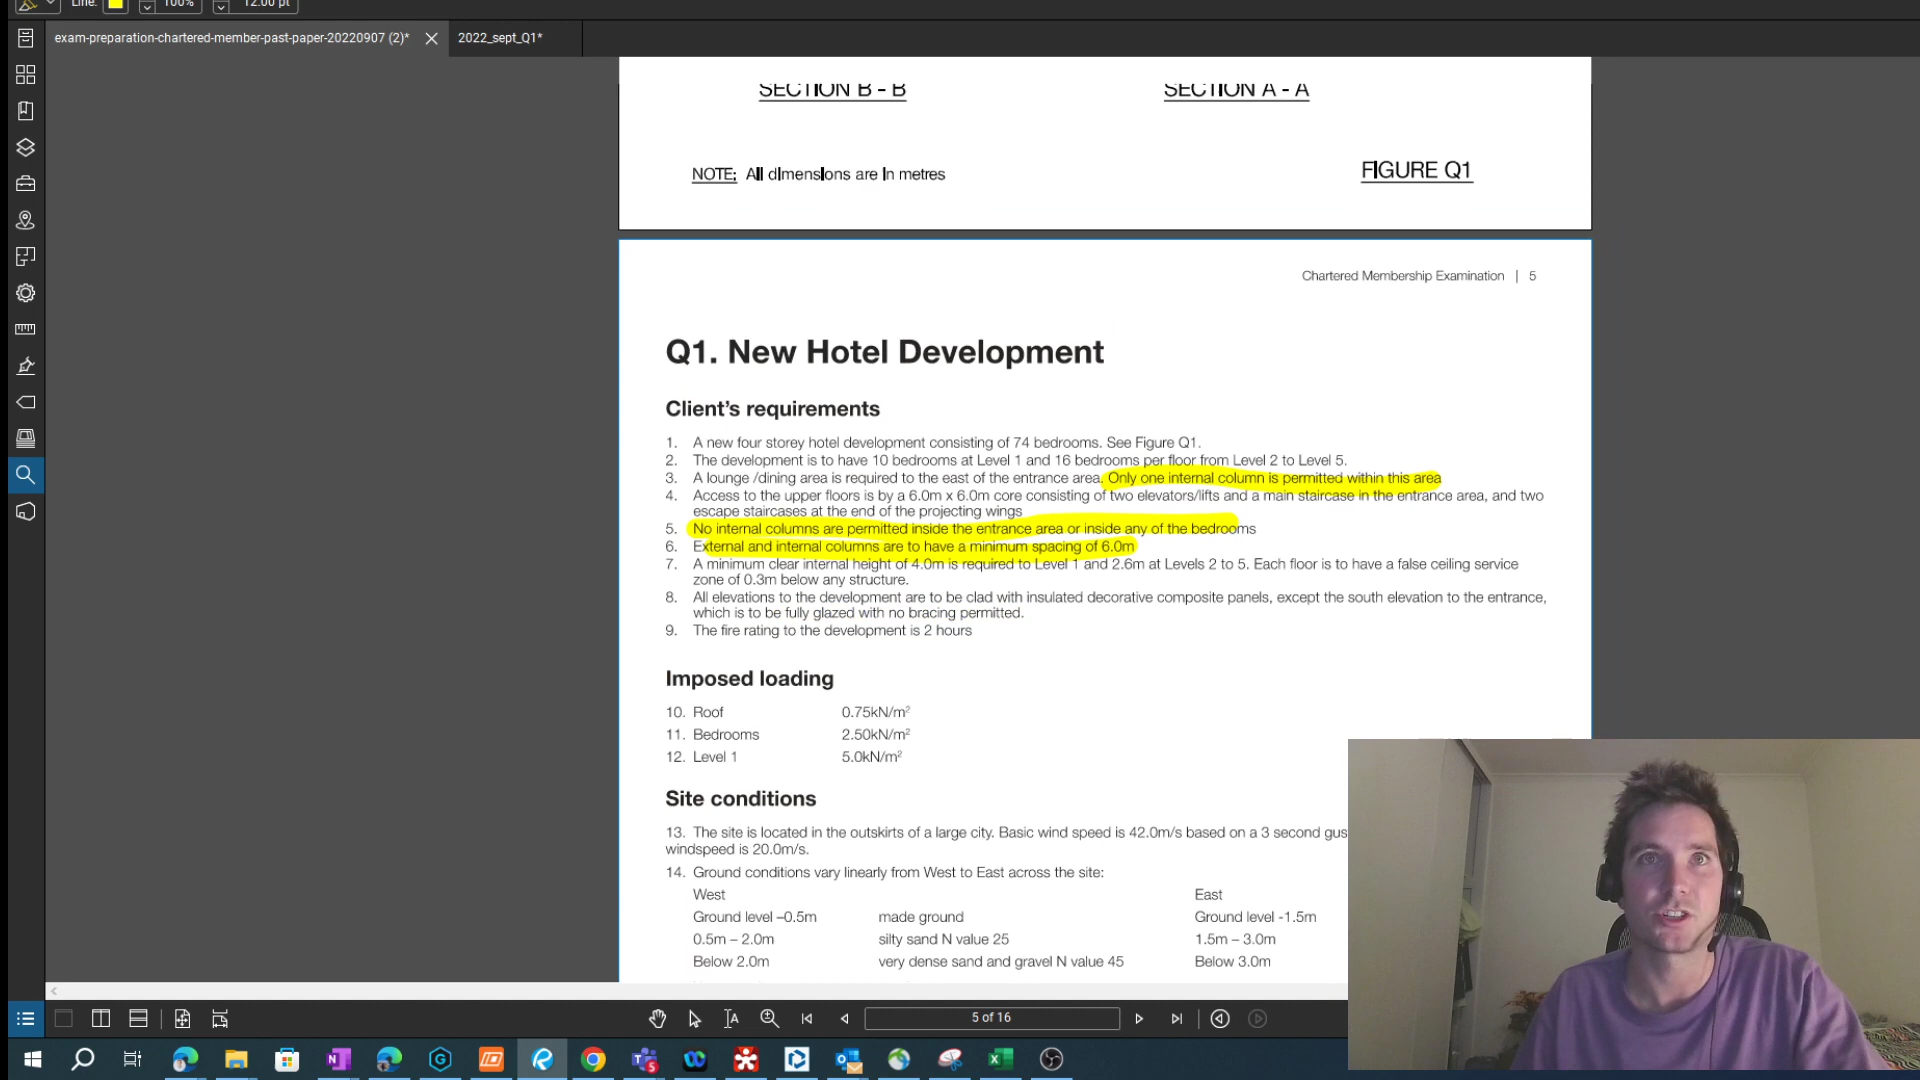 Line:
100%
12.00 pt
exam-preparation-chartered-member-past-paper-20220907 (2)*
2022_sept_Q1*
SECTION B - B
SECTION A - A
NOTE: All dimensions are in metres
FIGURE Q1
Chartered Membership Examination | 5
Q1. New Hotel Development
Client's requirements
1. A new four storey hotel development consisting of 74 bedrooms. See Figure Q1.
2. The development is to have 10 bedrooms at Level 1 and 16 bedrooms per floor from Level 2 to Level 5.
3. A lounge /dining area is required to the east of the entrance area. Only one internal column is permitted within this area
4. Access to the upper floors is by a 6.0m x 6.0m core consisting of two elevators/lifts and a main staircase in the entrance area, and two
escape staircases at the end of the projecting wings
5. No internal columns are permitted inside the entrance area or inside any of the bedrooms
6. External and internal columns are to have a minimum spacing of 6.0m
7. A minimum clear internal height of 4.0m is required to Level 1 and 2.6m at Levels 2 to 5. Each floor is to have a false ceiling service
zone of 0.3m below any structure.
8. All elevations to the development are to be clad with insulated decorative composite panels, except the south elevation to the entrance,
which is to be fully glazed with no bracing permitted.
9. The fire rating to the development is 2 hours
Imposed loading
10. Roof 0.75kN/m²
11. Bedrooms 2.50kN/m²
12. Level 1 5.0kN/m²
Site conditions
13. The site is located in the outskirts of a large city. Basic wind speed is 42.0m/s based on a 3 second gus
windspeed is 20.0m/s.
14. Ground conditions vary linearly from West to East across the site:
West East
Ground level –0.5m made ground Ground level -1.5m
0.5m – 2.0m silty sand N value 25 1.5m – 3.0m
Below 2.0m very dense sand and gravel N value 45 Below 3.0m
5 of 16